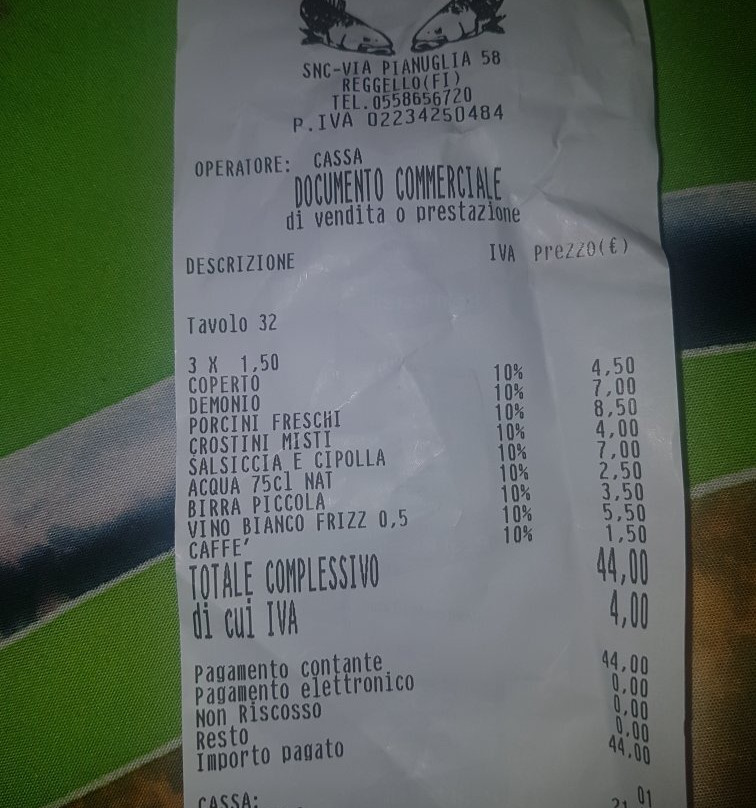 SNC-VIA PIANUGLIA 58
REGGELLO(FI)
TEL.0558656720
P.IVA 02234250484
OPERATORE: CASSA
DOCUMENTO COMMERCIALE
di vendita o prestazione
DESCRIZIONE IVA Prezzo(€)
Tavolo 32
3 X 1,50
COPERTO 10% 4,50
DEMONIO 10% 7,00
PORCINI FRESCHI 10% 8,50
CROSTINI MISTI 10% 4,00
SALSICCIA E CIPOLLA 10% 7,00
ACQUA 75cl NAT 10% 2,50
BIRRA PICCOLA 10% 3,50
VINO BIANCO FRIZZ 0,5 10% 5,50
CAFFE' 10% 1,50
TOTALE COMPLESSIVO 44,00
di cui IVA 4,00
Pagamento contante 44,00
Pagamento elettronico 0,00
Non Riscosso 0,00
Resto 0,00
Importo pagato 44,00
CASSA: 01